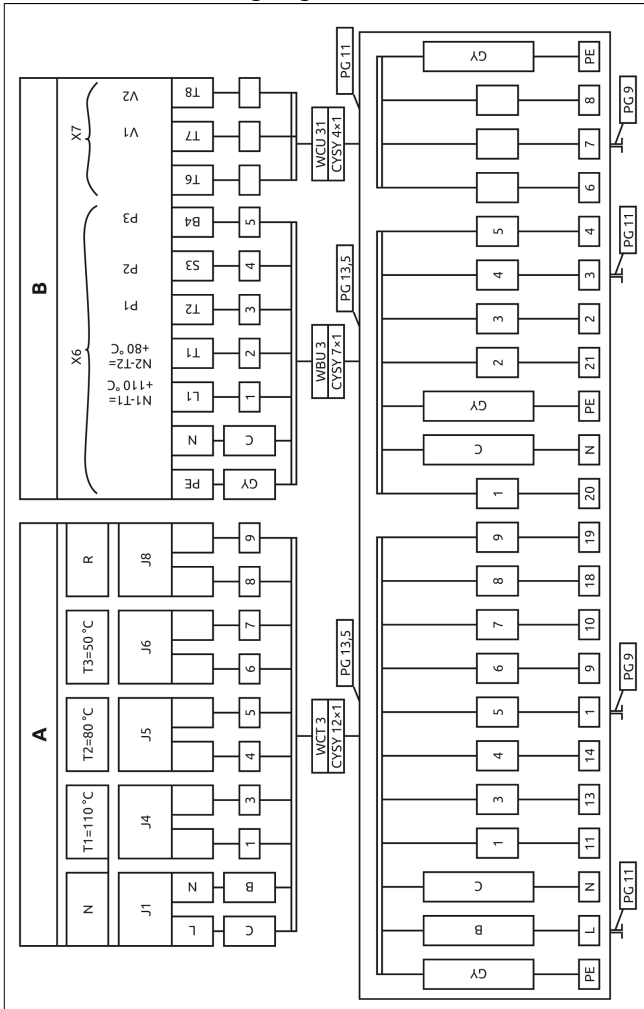 A
N
T1=110 °C
T2=80 °C
T3=50 °C
R
J1
J4
J5
J6
J8
L
N
C
B
1
3
4
5
6
7
8
9
WCT 3
CYSY 12×1
B
X6
X7
N1-T1=
+110 °C
N2-T2=
+80 °C
P1
P2
P3
V1
V2
PE
N
L1
T1
T2
S3
B4
T6
T7
T8
GY
C
1
2
3
4
5
WBU 3
CYSY 7×1
WCU 31
CYSY 4×1
PG 13,5
PG 13,5
PG 11
GY
B
C
1
3
4
5
6
7
8
9
1
C
GY
2
3
4
5
GY
PE
L
N
11
13
14
1
9
10
18
19
20
N
PE
21
2
3
4
6
7
8
PE
PG 11
PG 9
PG 11
PG 9